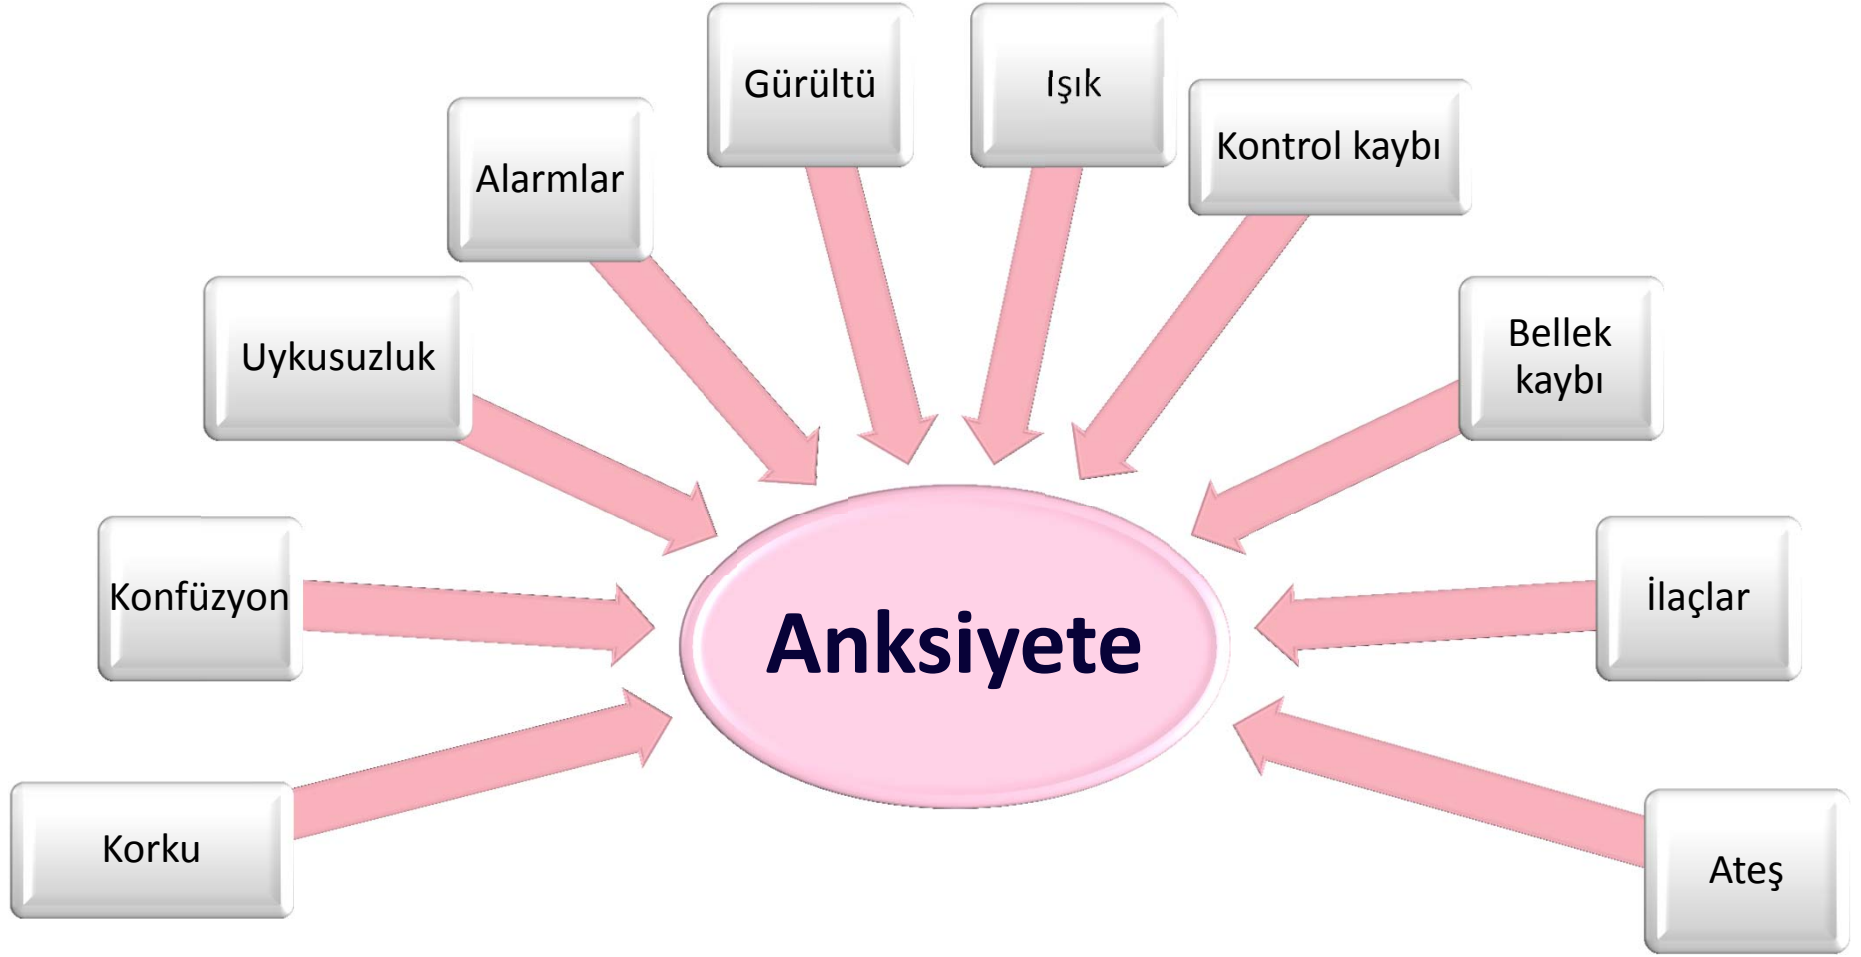 Gürültü
Işık
Kontrol kaybı
Alarmlar
Uykusuzluk
Bellek
kaybı
Konfüzyon
İlaçlar
Anksiyete
Korku
Ateş